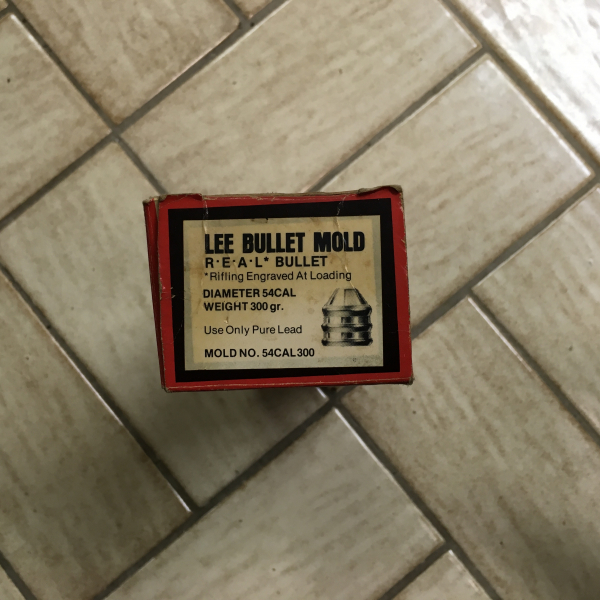 LEE BULLET MOLD
R·E·A·L* BULLET
*Rifling Engraved At Loading
DIAMETER 54CAL
WEIGHT 300 gr.
Use Only Pure Lead
MOLD NO. 54CAL300